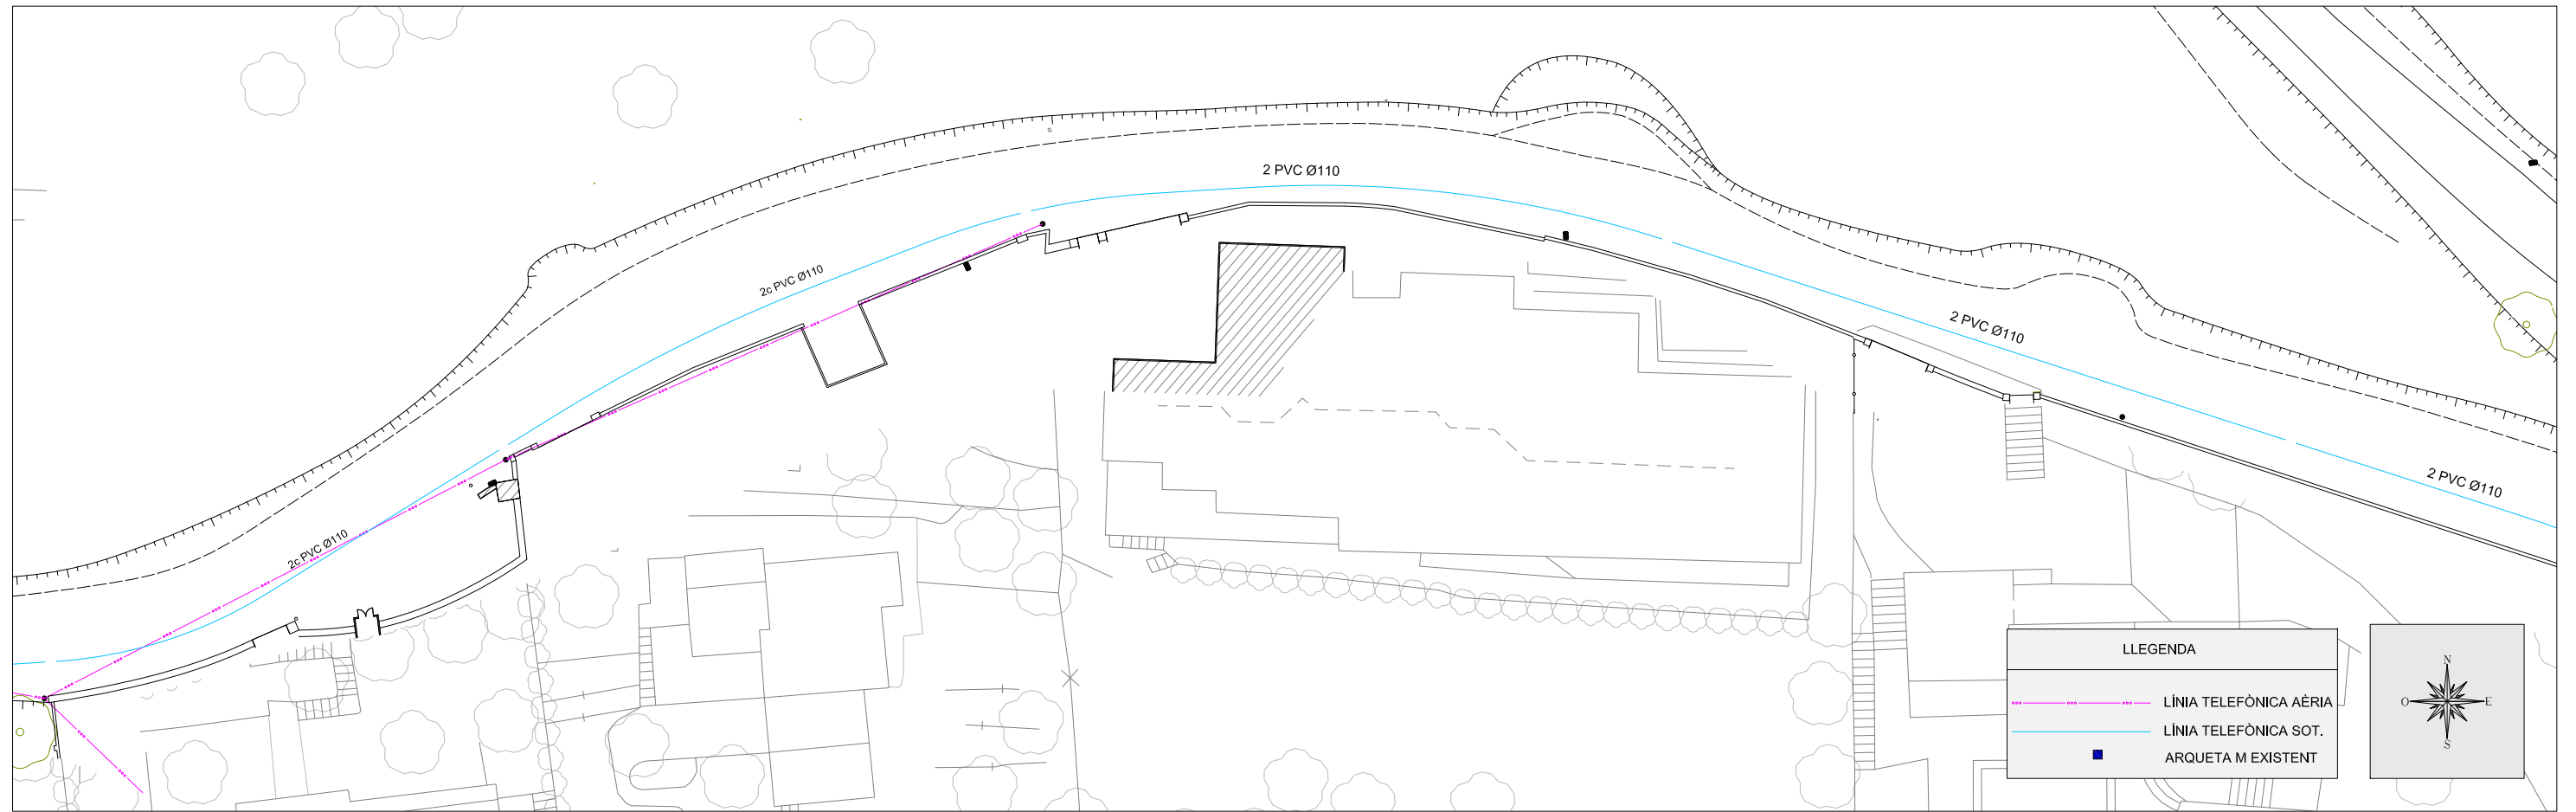 2 PVC Ø110
2c PVC Ø110
2 PVC Ø110
2 PVC Ø110
2c PVC Ø110
LLEGENDA
LÍNIA TELEFÒNICA AÈRIA
LÍNIA TELEFÒNICA SOT.
ARQUETA M EXISTENT
N
O
E
S